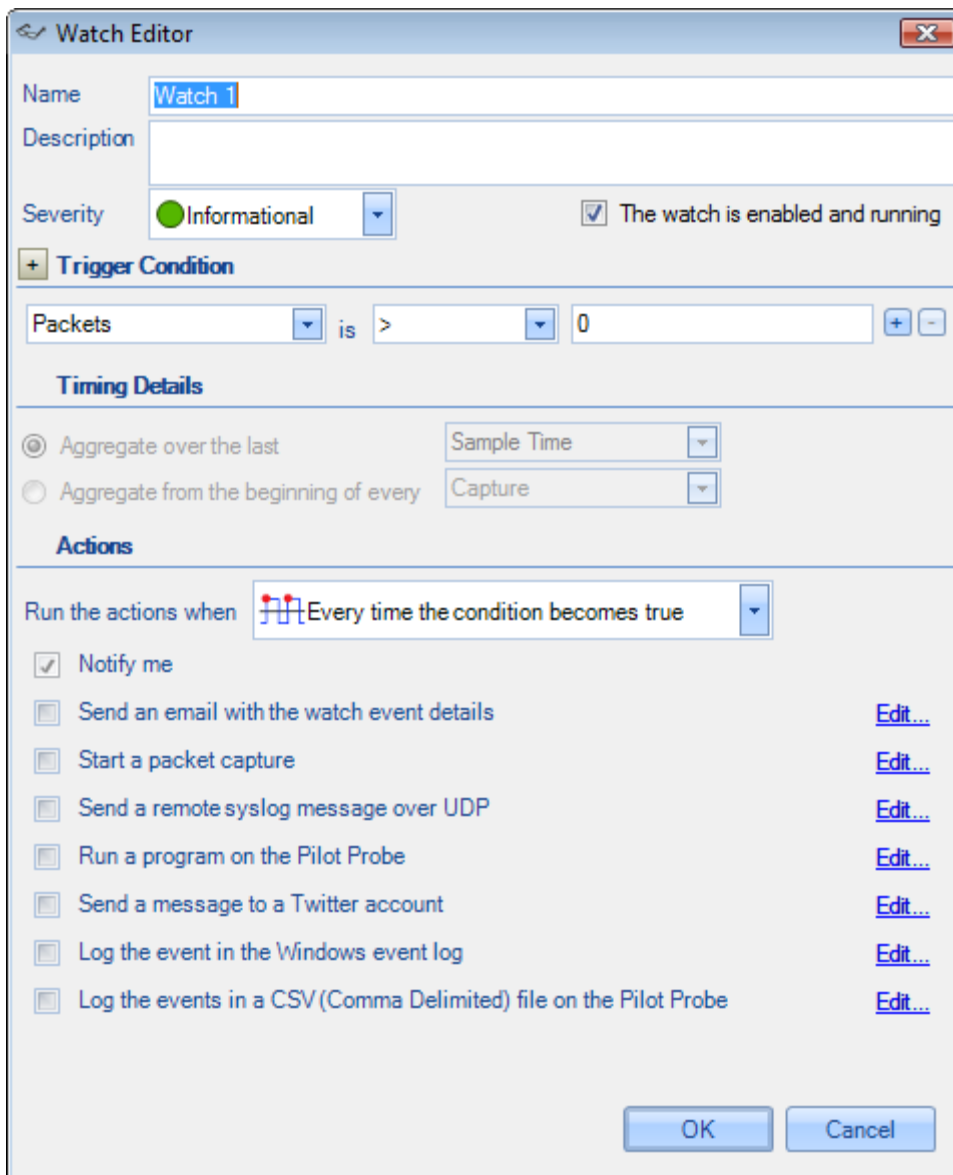 Watch Editor
Name Watch 1
Description
Severity Informational The watch is enabled and running
+ Trigger Condition
Packets is > 0 + -
Timing Details
Aggregate over the last Sample Time
Aggregate from the beginning of every Capture
Actions
Run the actions when Every time the condition becomes true
Notify me
Send an email with the watch event details Edit...
Start a packet capture Edit...
Send a remote syslog message over UDP Edit...
Run a program on the Pilot Probe Edit...
Send a message to a Twitter account Edit...
Log the event in the Windows event log Edit...
Log the events in a CSV (Comma Delimited) file on the Pilot Probe Edit...
OK Cancel